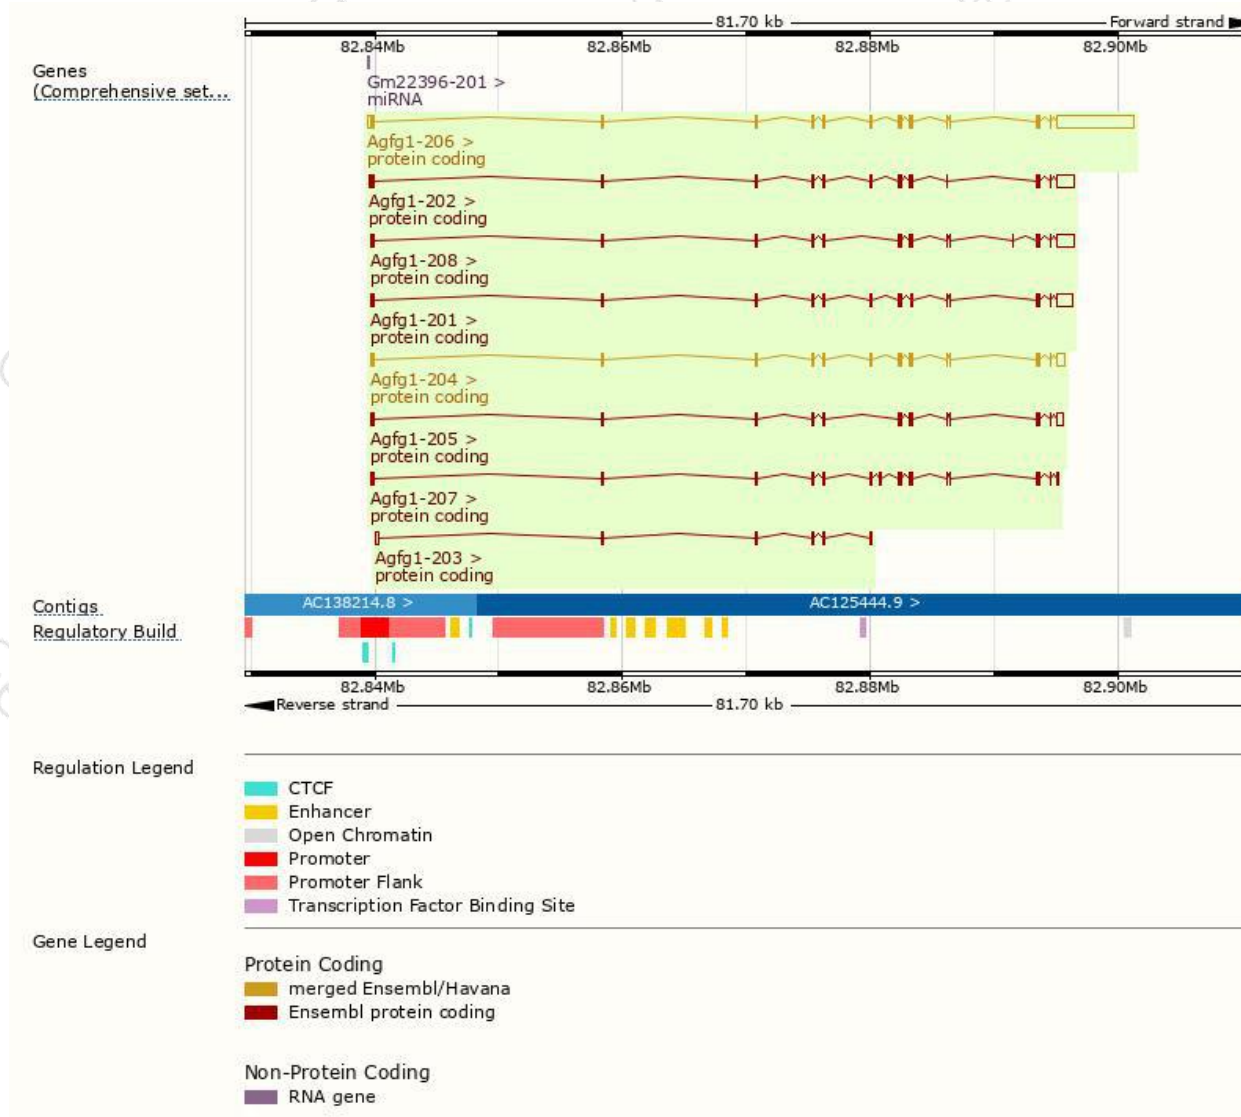 81.70 kb Forward strand
82.84Mb 82.86Mb 82.88Mb 82.90Mb
Genes
(Comprehensive set...
Gm22396-201 >
miRNA
Agfg1-206 >
protein coding
Agfg1-202 >
protein coding
Agfg1-208 >
protein coding
Agfg1-201 >
protein coding
Agfg1-204 >
protein coding
Agfg1-205 >
protein coding
Agfg1-207 >
protein coding
Agfg1-203 >
protein coding
Contigs AC138214.8 > AC125444.9 >
Regulatory Build
82.84Mb 82.86Mb 82.88Mb 82.90Mb
Reverse strand 81.70 kb
Regulation Legend
CTCF
Enhancer
Open Chromatin
Promoter
Promoter Flank
Transcription Factor Binding Site
Gene Legend
Protein Coding
merged Ensembl/Havana
Ensembl protein coding
Non-Protein Coding
RNA gene